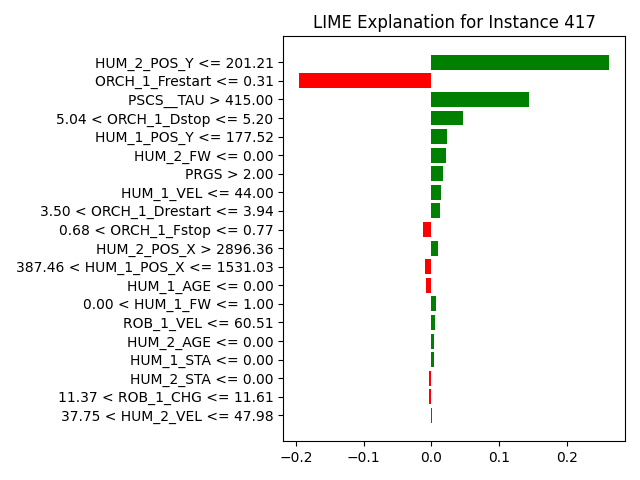 LIME Explanation for Instance 417
HUM_2_POS_Y <= 201.21
ORCH_1_Frestart <= 0.31
PSCS__TAU > 415.00
5.04 < ORCH_1_Dstop <= 5.20
HUM_1_POS_Y <= 177.52
HUM_2_FW <= 0.00
PRGS > 2.00
HUM_1_VEL <= 44.00
3.50 < ORCH_1_Drestart <= 3.94
0.68 < ORCH_1_Fstop <= 0.77
HUM_2_POS_X > 2896.36
387.46 < HUM_1_POS_X <= 1531.03
HUM_1_AGE <= 0.00
0.00 < HUM_1_FW <= 1.00
ROB_1_VEL <= 60.51
HUM_2_AGE <= 0.00
HUM_1_STA <= 0.00
HUM_2_STA <= 0.00
11.37 < ROB_1_CHG <= 11.61
37.75 < HUM_2_VEL <= 47.98
−0.2 −0.1 0.0 0.1 0.2